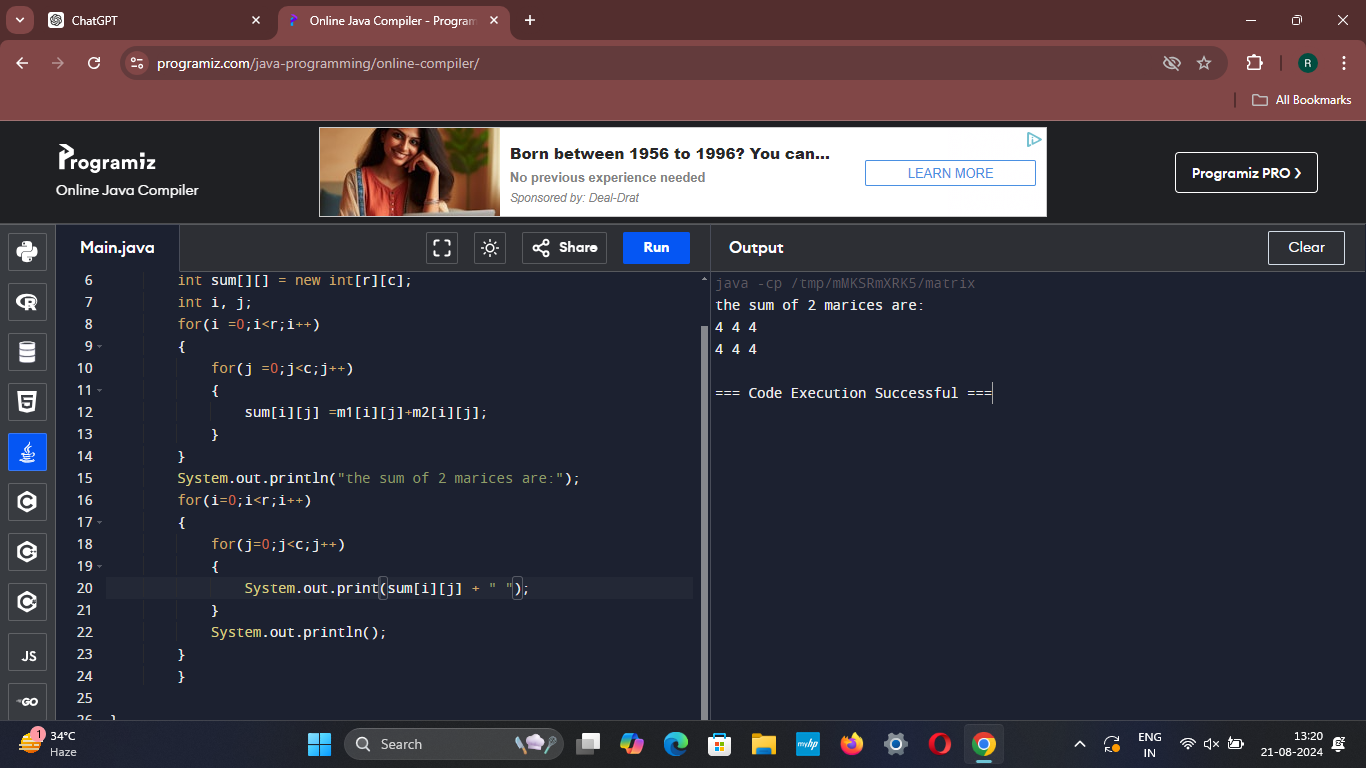 ChatGPT
Online Java Compiler - Program
programiz.com/java-programming/online-compiler/
R
All Bookmarks
Programiz
Online Java Compiler
Born between 1956 to 1996? You can...
No previous experience needed
Sponsored by: Deal-Drat
LEARN MORE
Programiz PRO >
Main.java
Share
Run
Output
Clear
6 int sum[][] = new int[r][c];
7 int i, j;
8 for(i =0;i<r;i++)
9 {
10 for(j =0;j<c;j++)
11 {
12 sum[i][j] =m1[i][j]+m2[i][j];
13 }
14 }
15 System.out.println("the sum of 2 marices are:");
16 for(i=0;i<r;i++)
17 {
18 for(j=0;j<c;j++)
19 {
20 System.out.print(sum[i][j] + " ");
21 }
22 System.out.println();
23 }
24 }
25
26 }
java -cp /tmp/mMKSRmXRK5/matrix
the sum of 2 marices are:
4 4 4
4 4 4
=== Code Execution Successful ===
R
5
C
C
JS
GO
1
34°C
Haze
Search
myhp
ENG
IN
13:20
21-08-2024